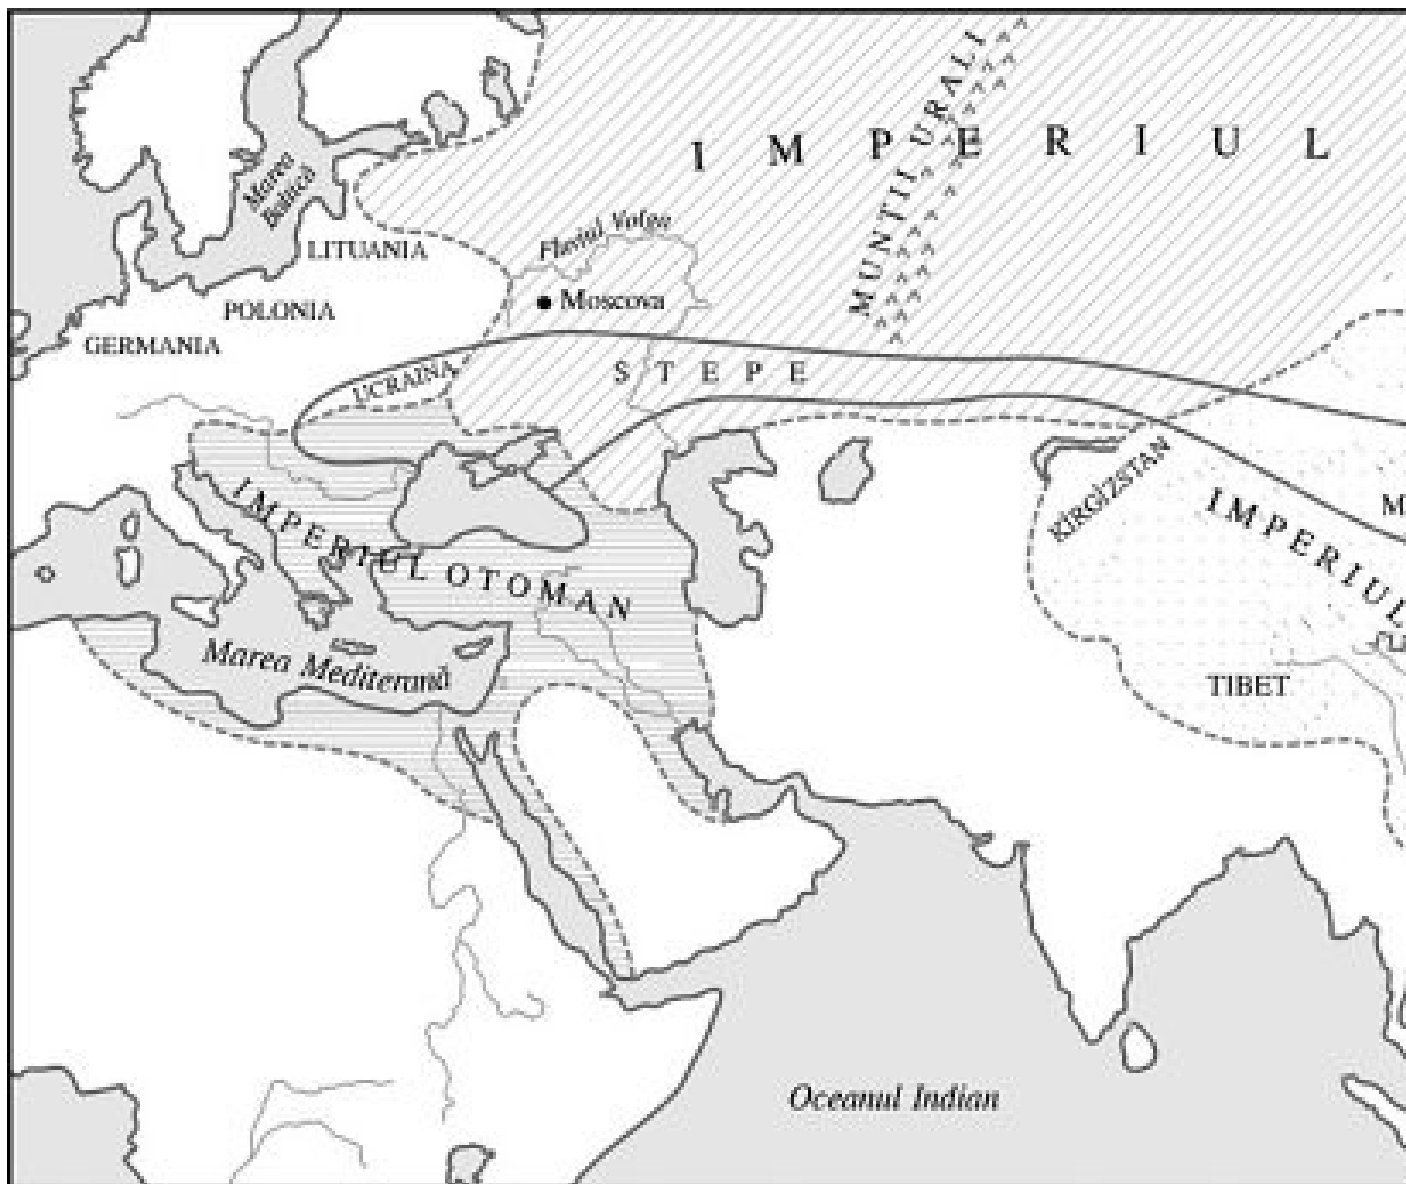 MUNTII URALI
I M P E R I U L
Marea
Baltică
Fluviul Volga
LITUANIA
Moscova
POLONIA
GERMANIA
UCRAINA
S T E P E
KÎRGÎZSTAN
IMPERIUL
M
IMPERIUL OTOMAN
Marea Mediterană
TIBET
Oceanul Indian